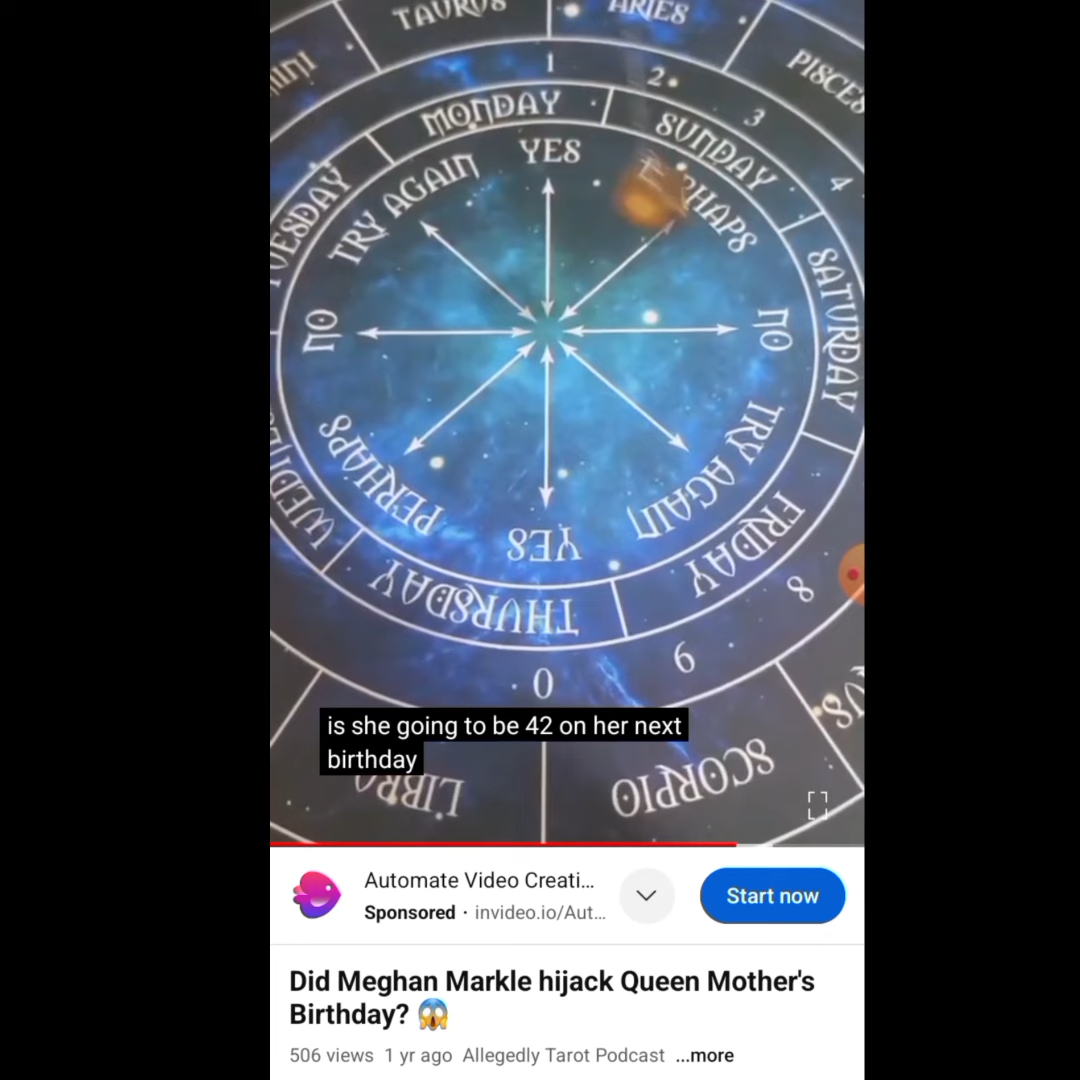 TAURUS
ARIES
PISCES
1
2
3
4
MONDAY
SUNDAY
TRY AGAIN
YES
SATURDAY
NO
NO
PERHAPS
TRY AGAIN
YES
THURSDAY
FRIDAY
8
9
0
LIBRA
SCORPIO
is she going to be 42 on her next
birthday
Automate Video Creati...
Sponsored · invideo.io/Aut...
Start now
Did Meghan Markle hijack Queen Mother's
Birthday? 😱
506 views 1 yr ago Allegedly Tarot Podcast ...more